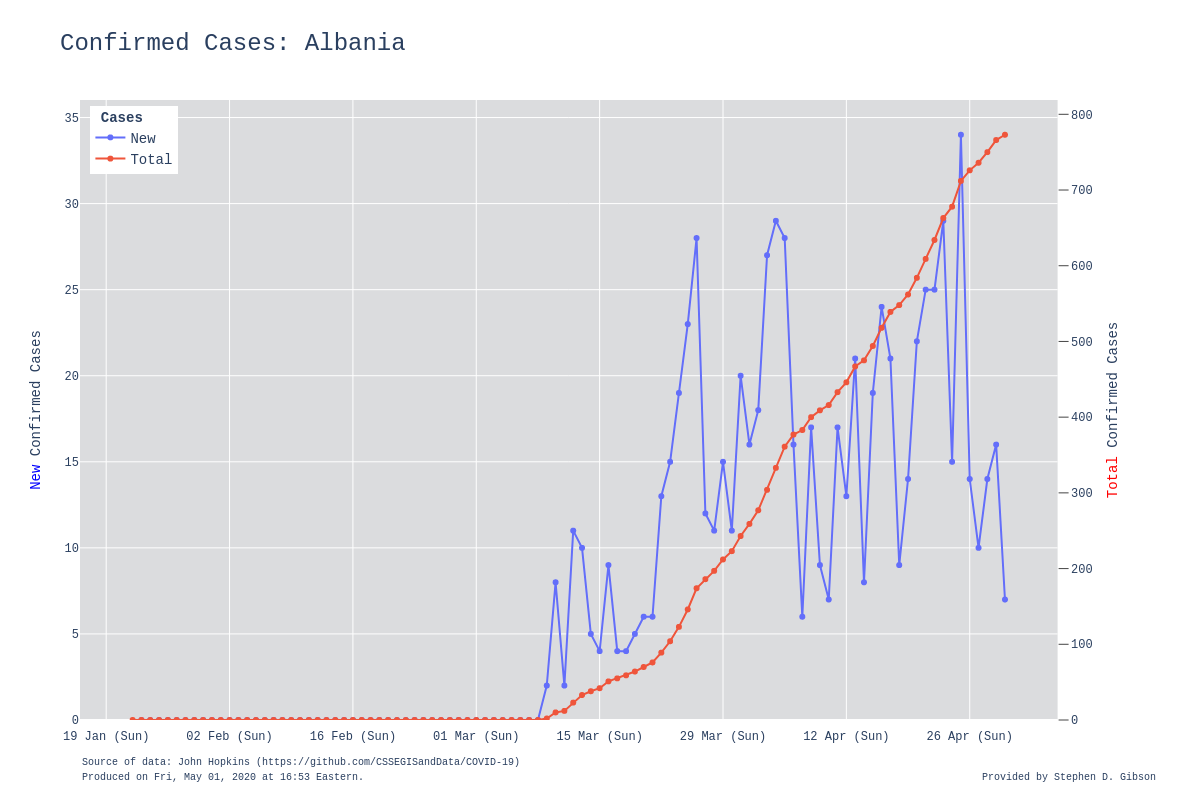 Confirmed Cases: Albania
Cases
New
Total
35
30
25
20
15
10
5
0
800
700
600
500
400
300
200
100
0
New Confirmed Cases
Total Confirmed Cases
19 Jan (Sun) 02 Feb (Sun) 16 Feb (Sun) 01 Mar (Sun) 15 Mar (Sun) 29 Mar (Sun) 12 Apr (Sun) 26 Apr (Sun)
Source of data: John Hopkins (https://github.com/CSSEGISandData/COVID-19)
Produced on Fri, May 01, 2020 at 16:53 Eastern.
Provided by Stephen D. Gibson